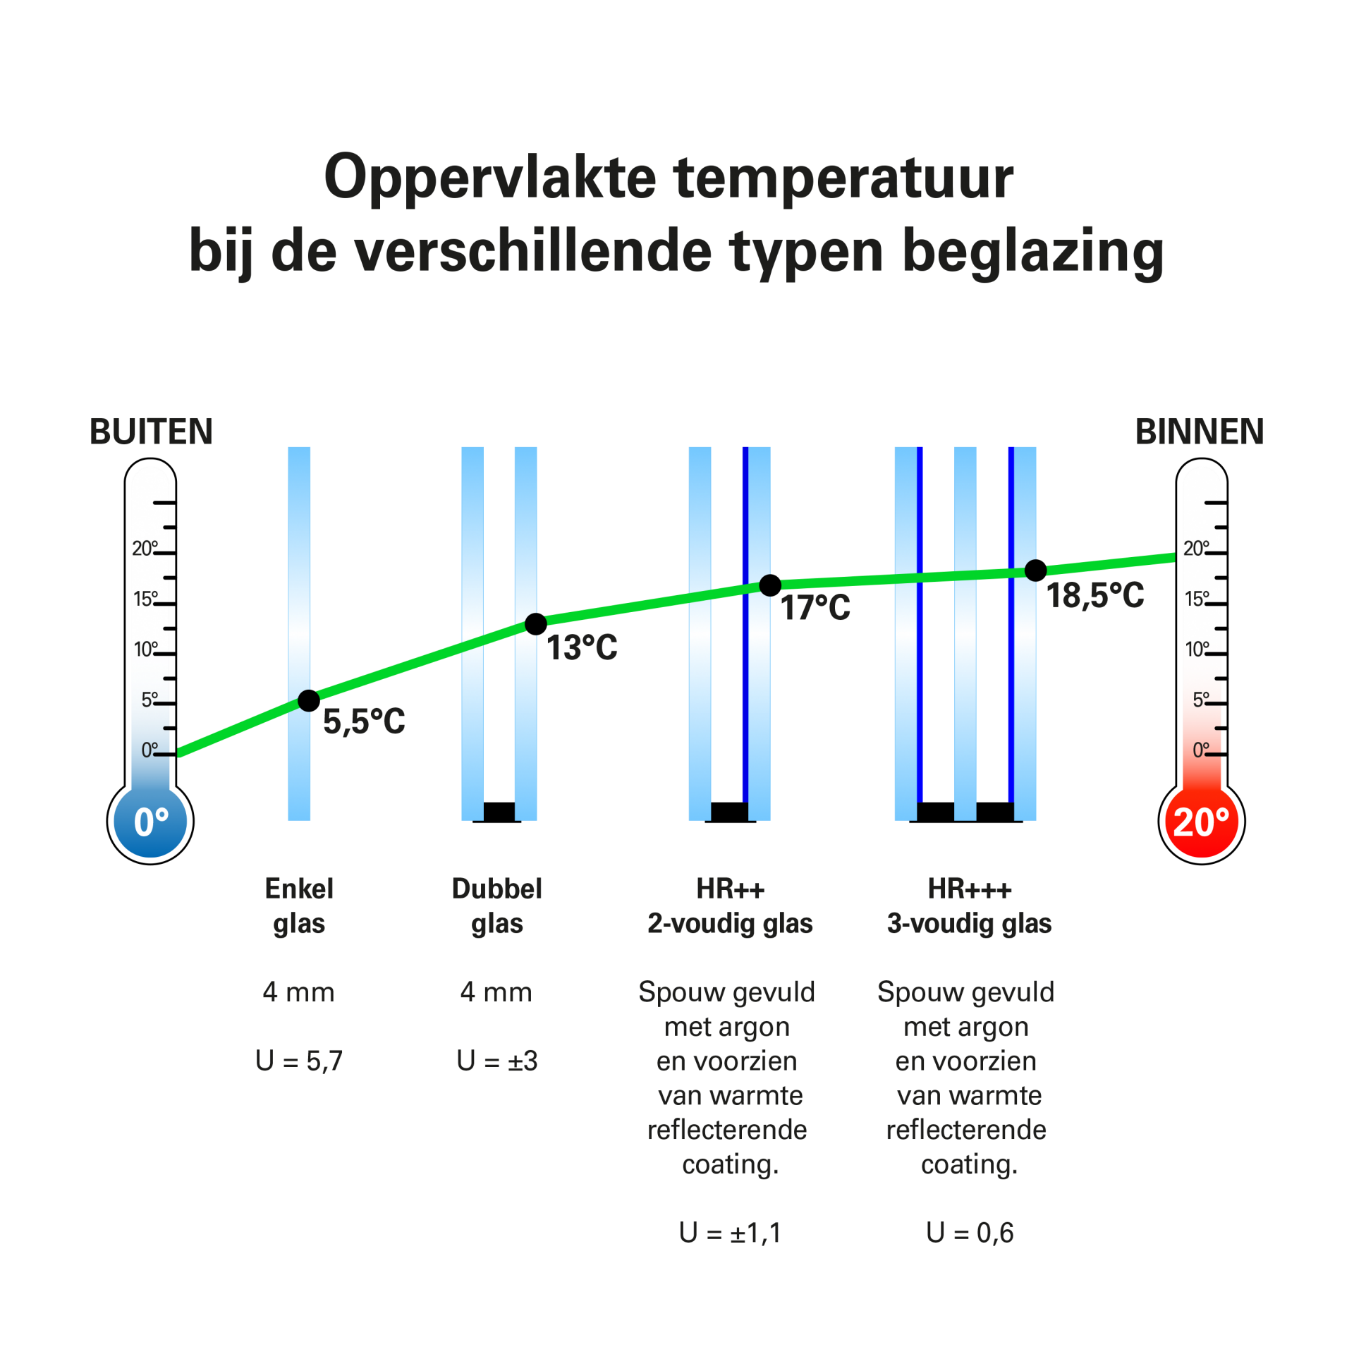 Oppervlakte temperatuur
bij de verschillende typen beglazing
BUITEN
BINNEN
20°
15°
10°
5°
0°
0°
5,5°C
13°C
17°C
18,5°C
20°
15°
10°
5°
0°
20°
Enkel
glas
4 mm
U = 5,7
Dubbel
glas
4 mm
U = ±3
HR++
2-voudig glas
Spouw gevuld
met argon
en voorzien
van warmte
reflecterende
coating.
U = ±1,1
HR+++
3-voudig glas
Spouw gevuld
met argon
en voorzien
van warmte
reflecterende
coating.
U = 0,6